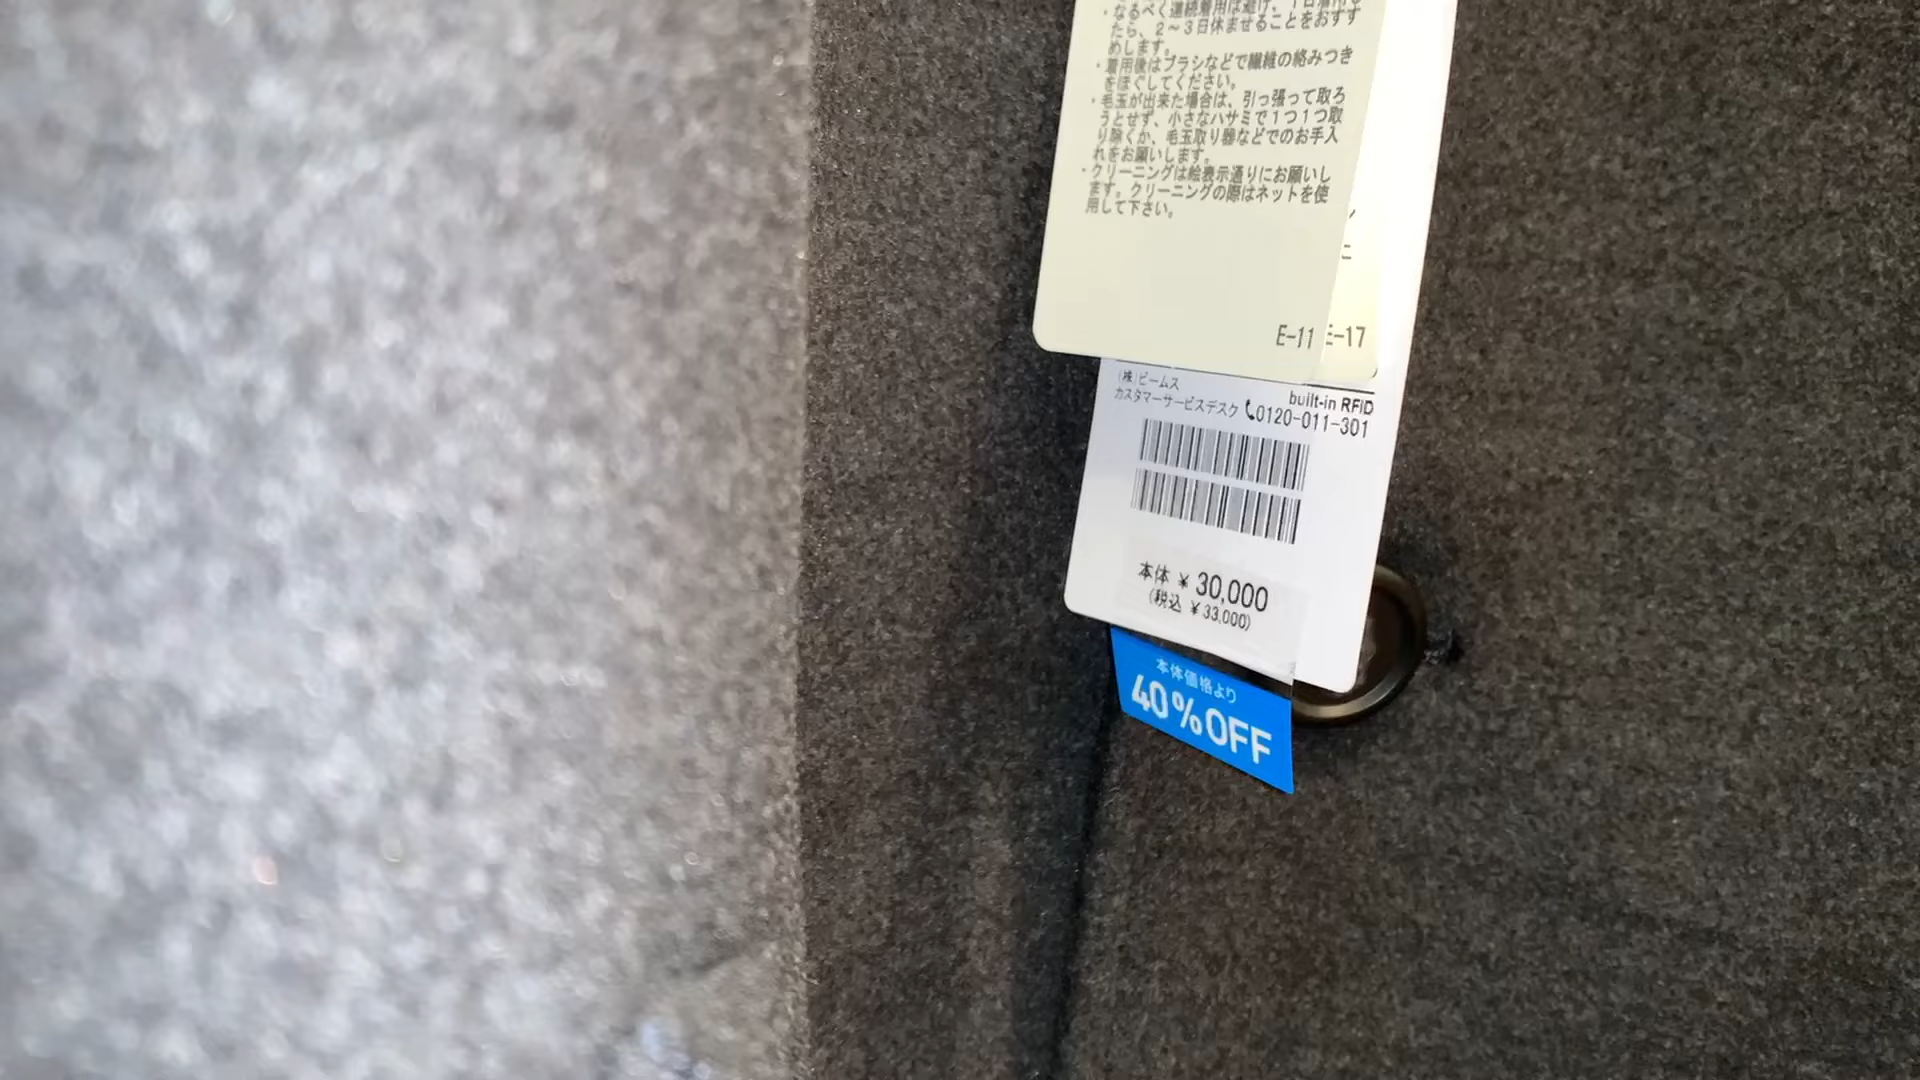 ・なるべく連続着用は避け、1日着用し
たら、2～3日休ませることをおすす
めします。
・着用後はブラシなどで繊維の絡みつき
をほぐしてください。
・毛玉が出来た場合は、引っ張って取ろ
うとせず、小さなハサミで1つ1つ取
り除くか、毛玉取り器などでのお手入
れをお願いします。
・クリーニングは絵表示通りにお願いし
ます。クリーニングの際はネットを使
用して下さい。
E-11
E-17
(株)ビームス
built-in RFID
カスタマーサービスデスク 0120-011-301
本体 ¥ 30,000
(税込 ¥ 33,000)
本体価格より
40%OFF